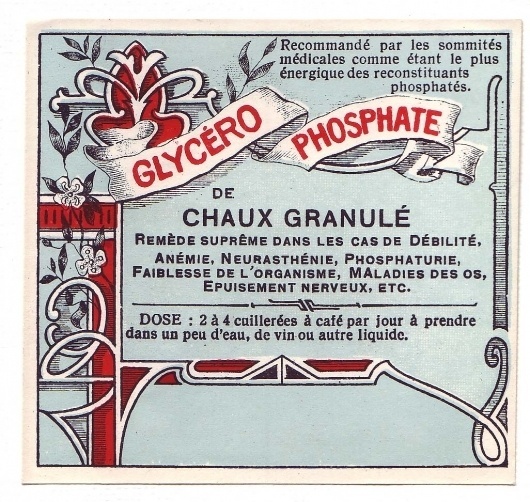 Recommandé par les sommités
médicales comme étant le plus
énergique des reconstituants
phosphatés.
GLYCÉRO PHOSPHATE
DE
CHAUX GRANULÉ
REMÈDE SUPRÊME DANS LES CAS DE DÉBILITÉ,
ANÉMIE, NEURASTHÉNIE, PHOSPHATURIE,
FAIBLESSE DE L'ORGANISME, MALADIES DES OS,
EPUISEMENT NERVEUX, ETC.
DOSE : 2 à 4 cuillerées à café par jour à prendre
dans un peu d'eau, de vin ou autre liquide.